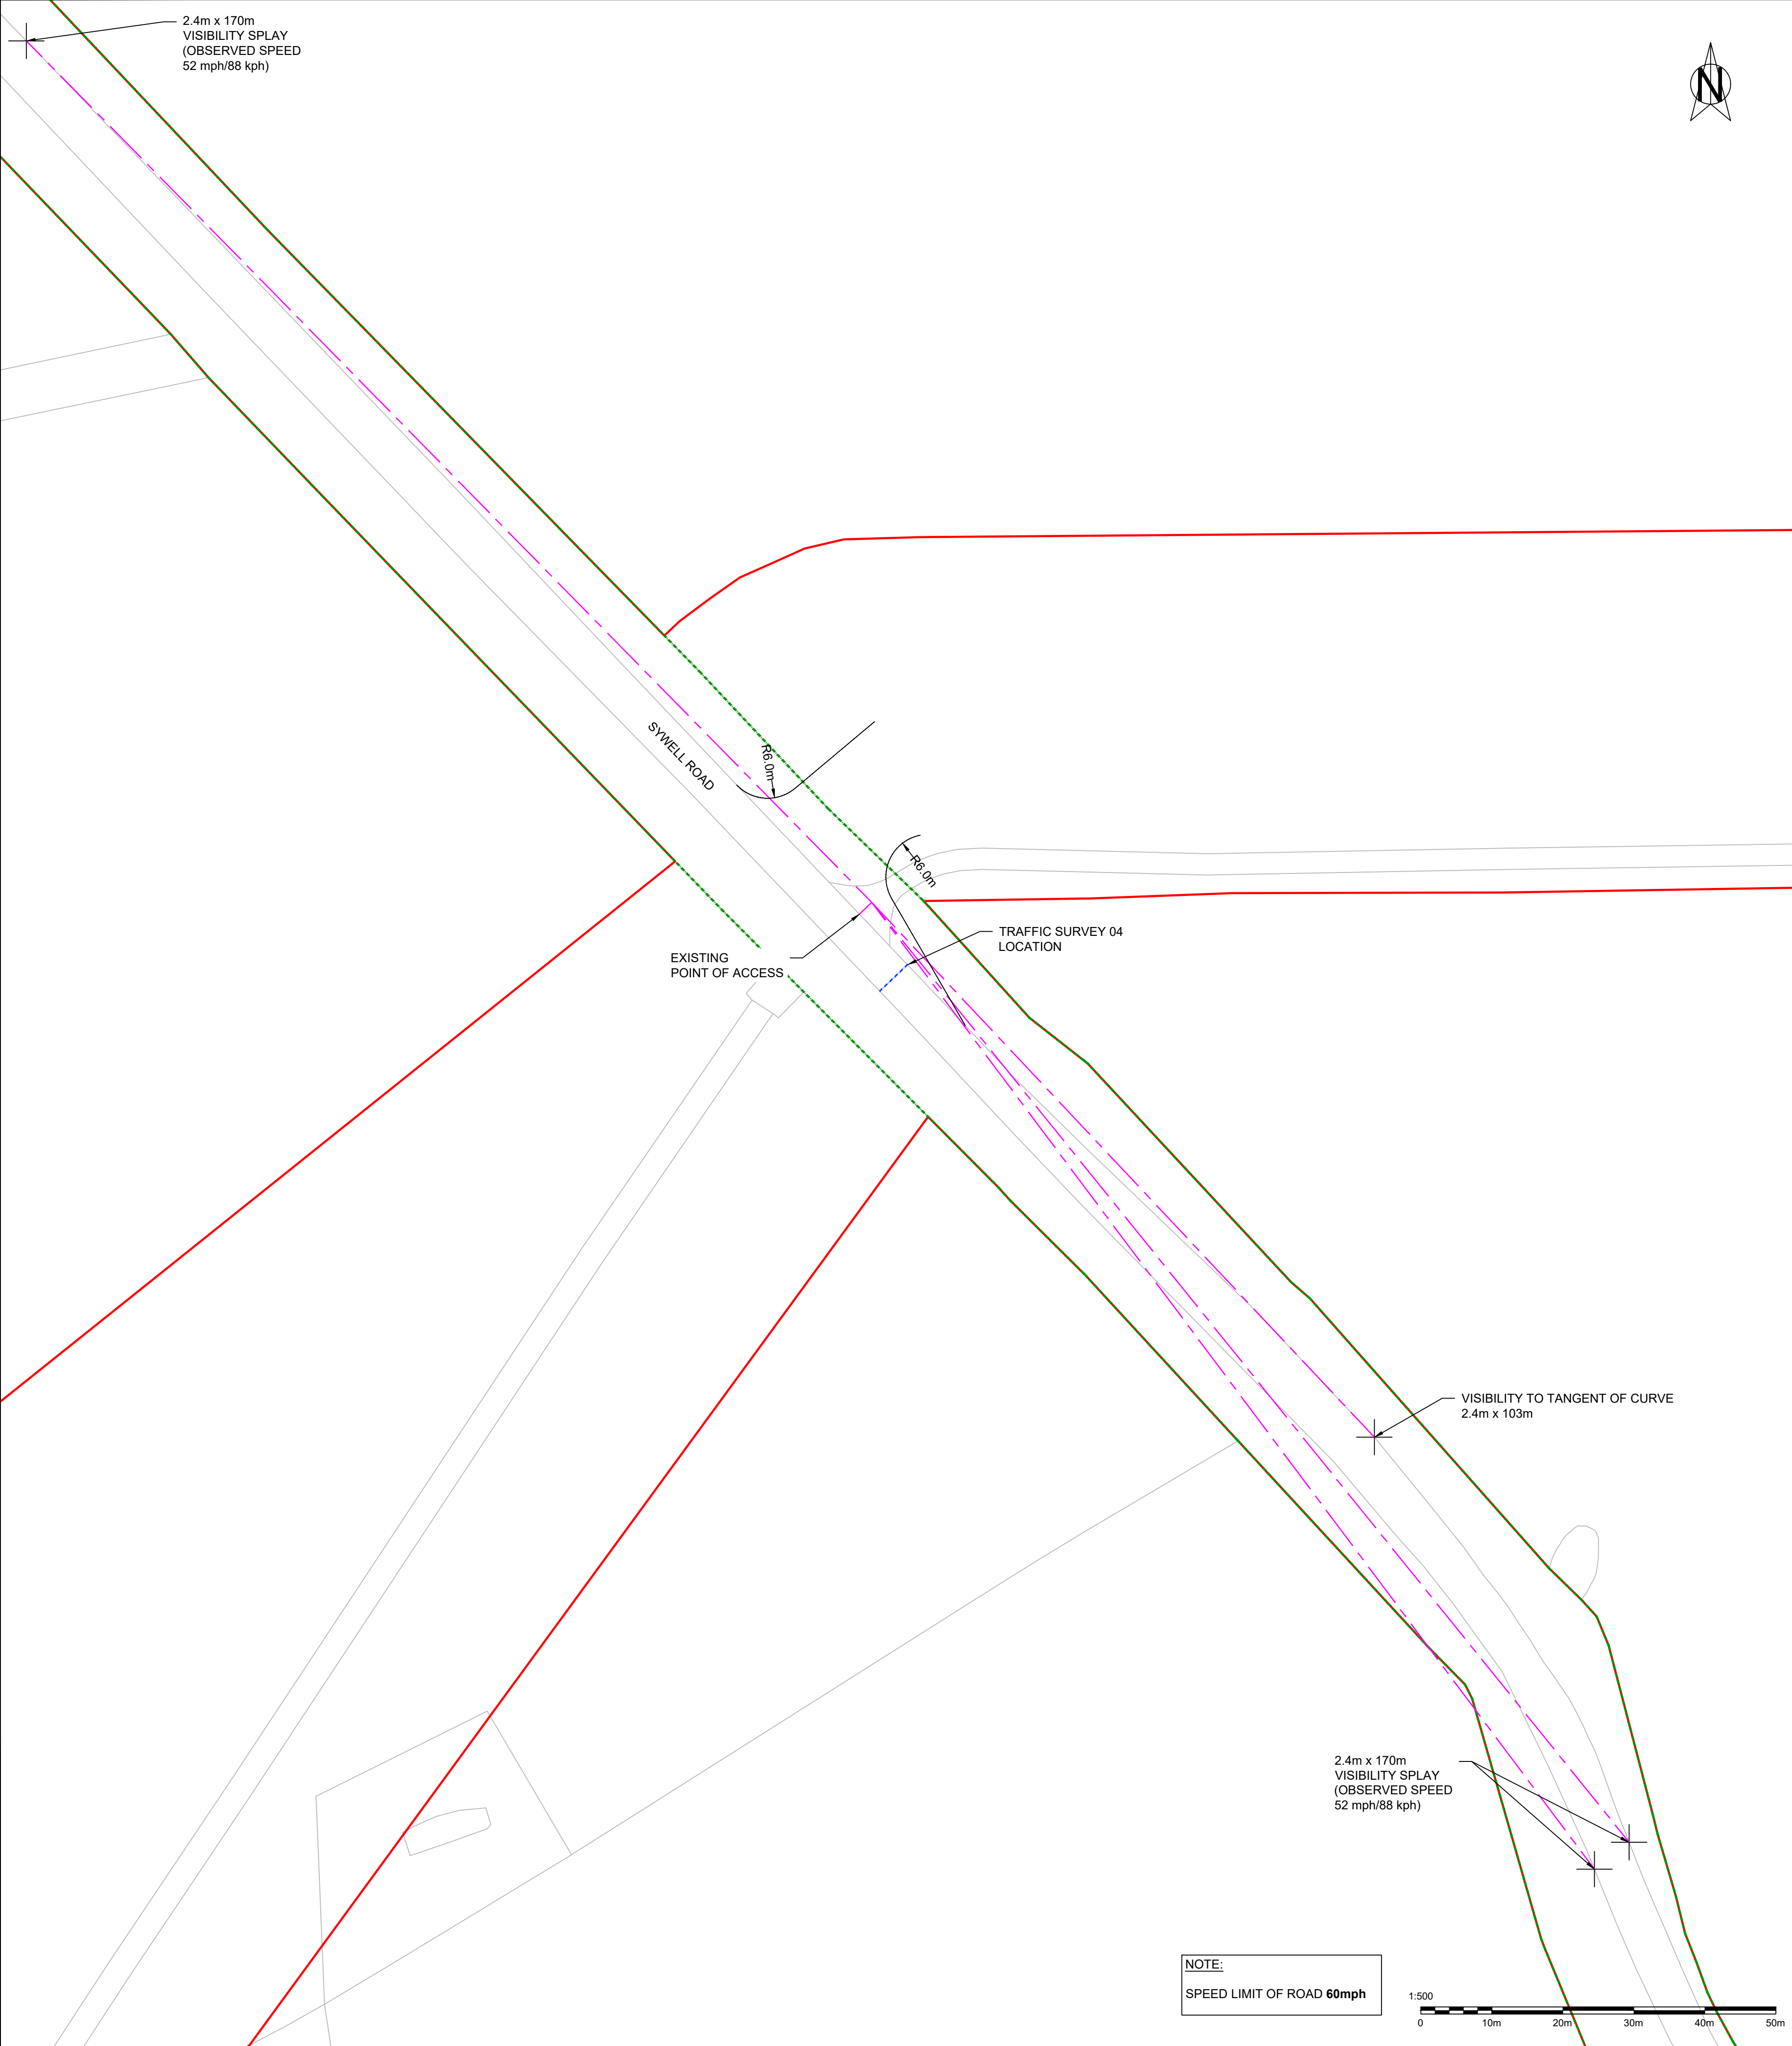 2.4m x 170m
VISIBILITY SPLAY
(OBSERVED SPEED
52 mph/88 kph)
N
SYWELL ROAD
R6.0m
R6.0m
TRAFFIC SURVEY 04
LOCATION
EXISTING
POINT OF ACCESS
VISIBILITY TO TANGENT OF CURVE
2.4m x 103m
2.4m x 170m
VISIBILITY SPLAY
(OBSERVED SPEED
52 mph/88 kph)
NOTE:
SPEED LIMIT OF ROAD 60mph
1:500
0 10m 20m 30m 40m 50m